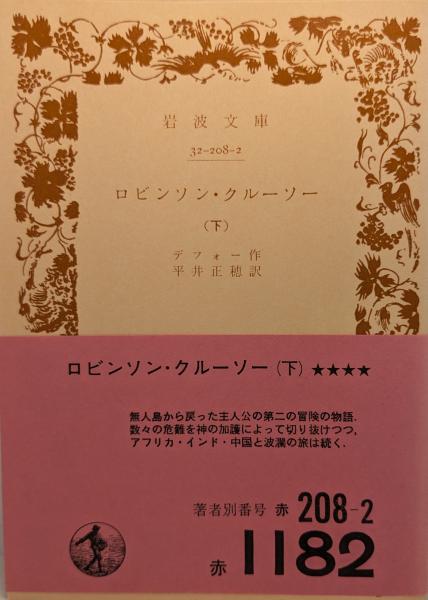 岩波文庫
32-208-2
ロビンソン・クルーソー
(下)
デフォー作
平井正穂訳
ロビンソン・クルーソー(下) ★★★★
無人島から戻った主人公の第二の冒険の物語.
数々の危難を神の加護によって切り抜けつつ,
アフリカ・インド・中国と波瀾の旅は続く.
著者別番号 赤 208-2
赤 1182